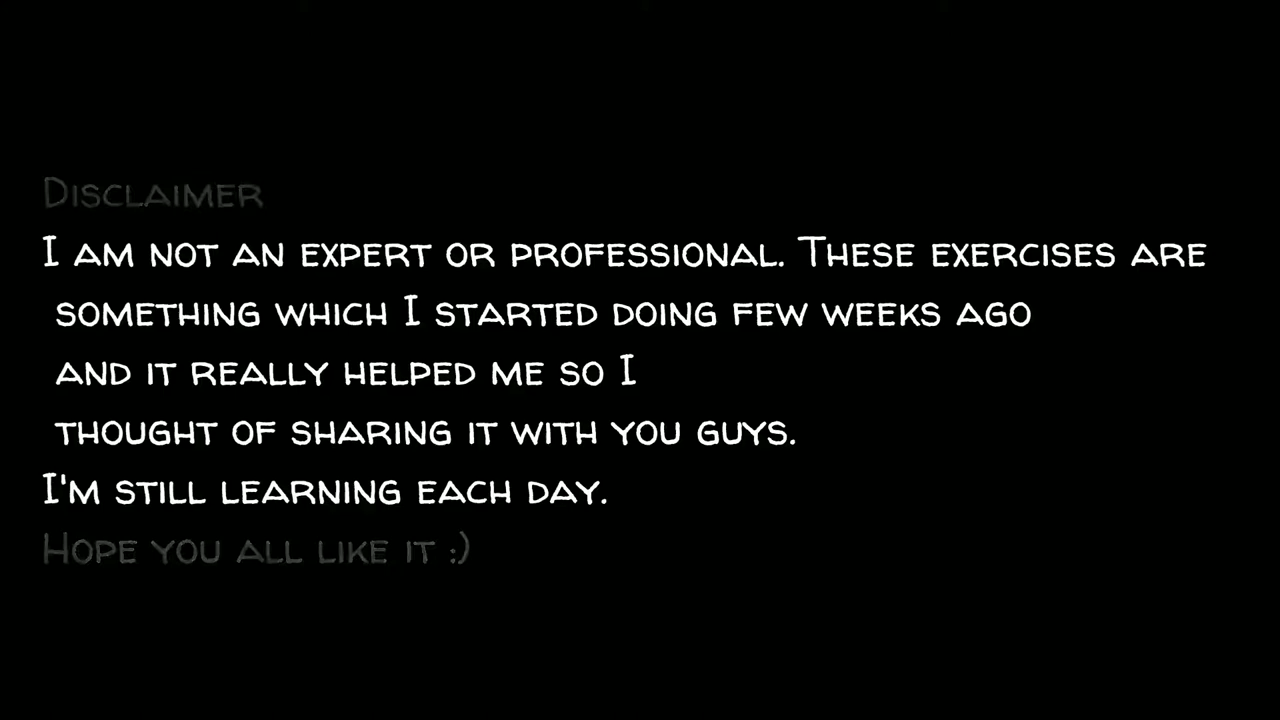 Disclaimer
I am not an expert or professional. These exercises are
something which I started doing few weeks ago
and it really helped me so I
thought of sharing it with you guys.
I'm still learning each day.
Hope you all like it :)